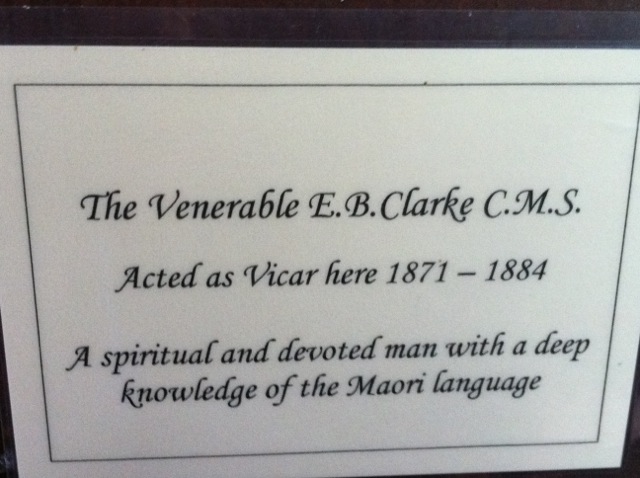 The Venerable E.B.Clarke C.M.S.
Acted as Vicar here 1871 – 1884
A spiritual and devoted man with a deep
knowledge of the Maori language